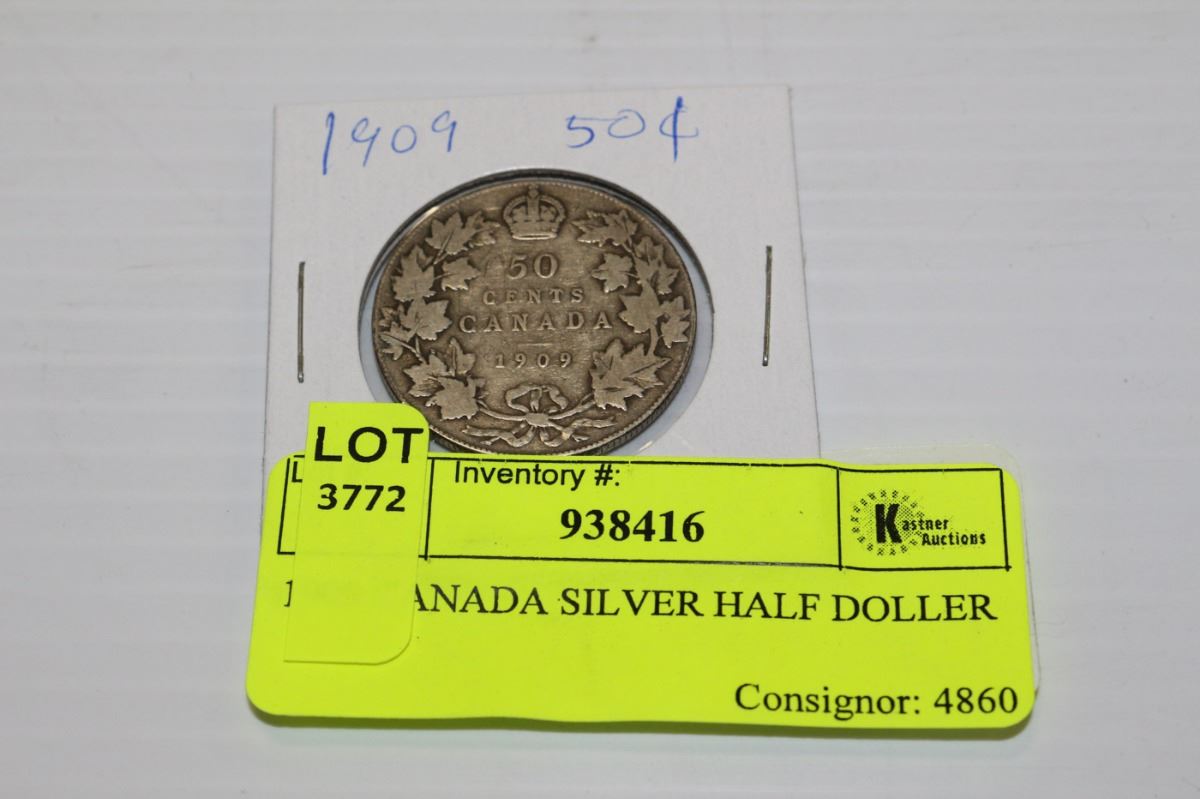 1909 50¢
50
CENTS
CANADA
1909
LOT
3772
Inventory #:
938416
Kastner
Auctions
ANADA SILVER HALF DOLLER
Consignor: 4860